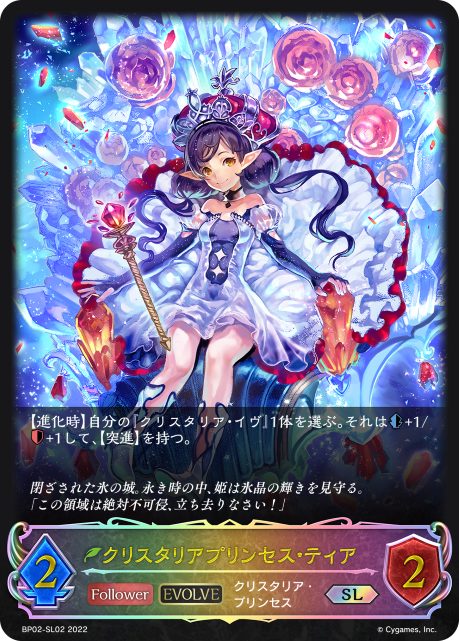 【進化時】自分の『クリスタリア・イヴ』1体を選ぶ。それは+1/
+1して、【突進】を持つ。
閉ざされた氷の城。永き時の中、姫は氷晶の輝きを見守る。
「この領域は絶対不可侵、立ち去りなさい！」
クリスタリアプリンセス・ティア
2
Follower
EVOLVE
クリスタリア・
プリンセス
SL
2
BP02-SL02 2022
© Cygames, Inc.